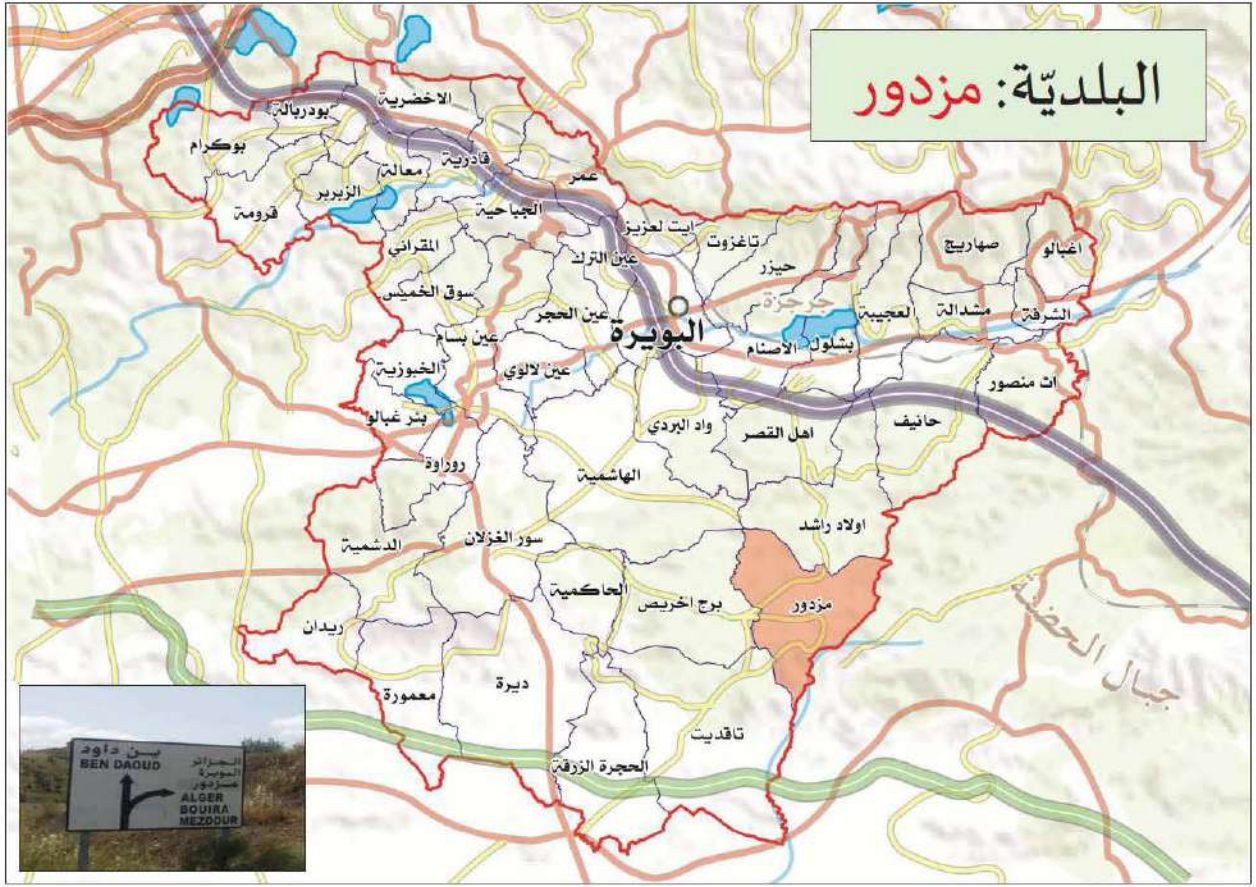 البلديّة: مزدور
الاخضرية
بودربالة
بوكرام
قادرية
معالة
عمر
الزبربر
قرومة
الجباحية
ايت لعزيز
تاغزوت
صهاريج
اغبالو
المقراني
عين الترك
حيزر
سوق الخميس
جرجرة
العجيبة
مشدالة
الشرفة
عين الحجر
البويرة
الاصنام
بشلول
عين بسام
الخبوزية
عين لالوي
اث منصور
بئر غبالو
واد البردي
اهل القصر
حانيف
روراوة
الهاشمية
اولاد راشد
الدشمية
سور الغزلان
الحاكمية
برج اخريص
مزدور
ريدان
جبال الحضنة
معمورة
ديرة
تاقديت
الحجرة الزرقة
بن داود
BEN DAOUD
الجزائر
البويرة
مزدور
ALGER
BOUIRA
MEZDOUR